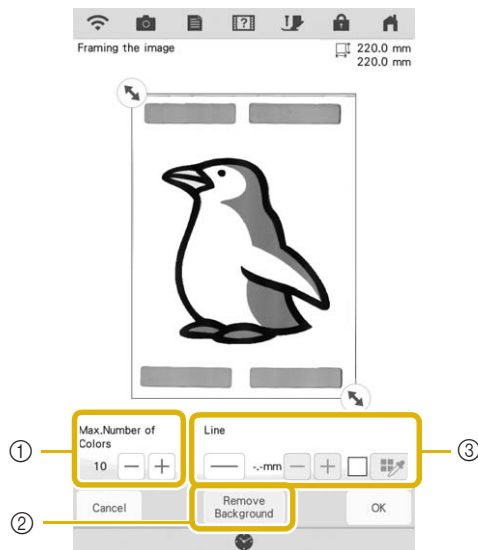 Framing the image
220.0 mm
220.0 mm
Max.Number of
Colors
Line
①
10 − +
-.-mm − +
③
Cancel
Remove
Background
OK
②